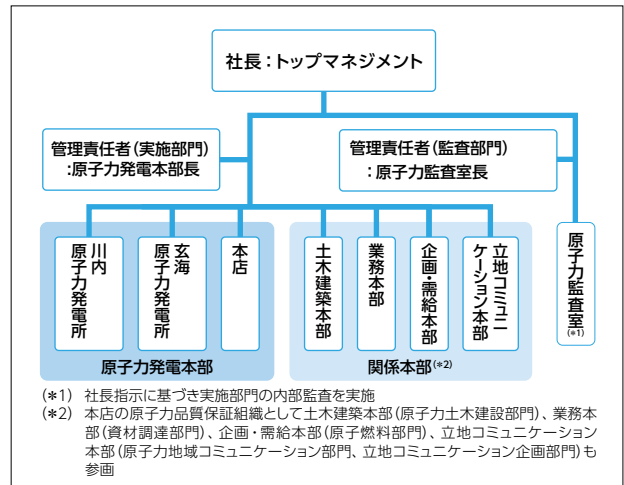 社長：トップマネジメント
管理責任者（実施部門）
：原子力発電本部長
管理責任者（監査部門）
：原子力監査室長
川内
原子力発電所
玄海
原子力発電所
本店
土木建築本部
業務本部
企画・需給本部
立地コミュニ
ケーション本部
原子力監査室
(*1)
原子力発電本部
関係本部(*2)
(*1) 社長指示に基づき実施部門の内部監査を実施
(*2) 本店の原子力品質保証組織として土木建築本部（原子力土木建設部門）、業務本
部（資材調達部門）、企画・需給本部（原子燃料部門）、立地コミュニケーション
本部（原子力地域コミュニケーション部門、立地コミュニケーション企画部門）も
参画